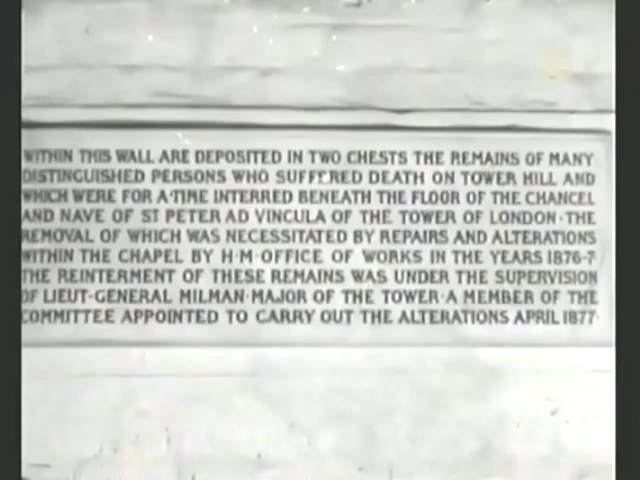 WITHIN THIS WALL ARE DEPOSITED IN TWO CHESTS THE REMAINS OF MANY
DISTINGUISHED PERSONS WHO SUFFERED DEATH ON TOWER HILL AND
WHICH WERE FOR A·TIME INTERRED BENEATH THE FLOOR OF THE CHANCEL
AND NAVE OF ST PETER AD VINCULA OF THE TOWER OF LONDON·THE
REMOVAL OF WHICH WAS NECESSITATED BY REPAIRS AND ALTERATIONS
WITHIN THE CHAPEL BY H·M·OFFICE OF WORKS IN THE YEARS 1876-7·
THE REINTERMENT OF THESE REMAINS WAS UNDER THE SUPERVISION
OF LIEUT·GENERAL MILMAN·MAJOR OF THE TOWER·A MEMBER OF THE
COMMITTEE APPOINTED TO CARRY OUT THE ALTERATIONS APRIL 1877·